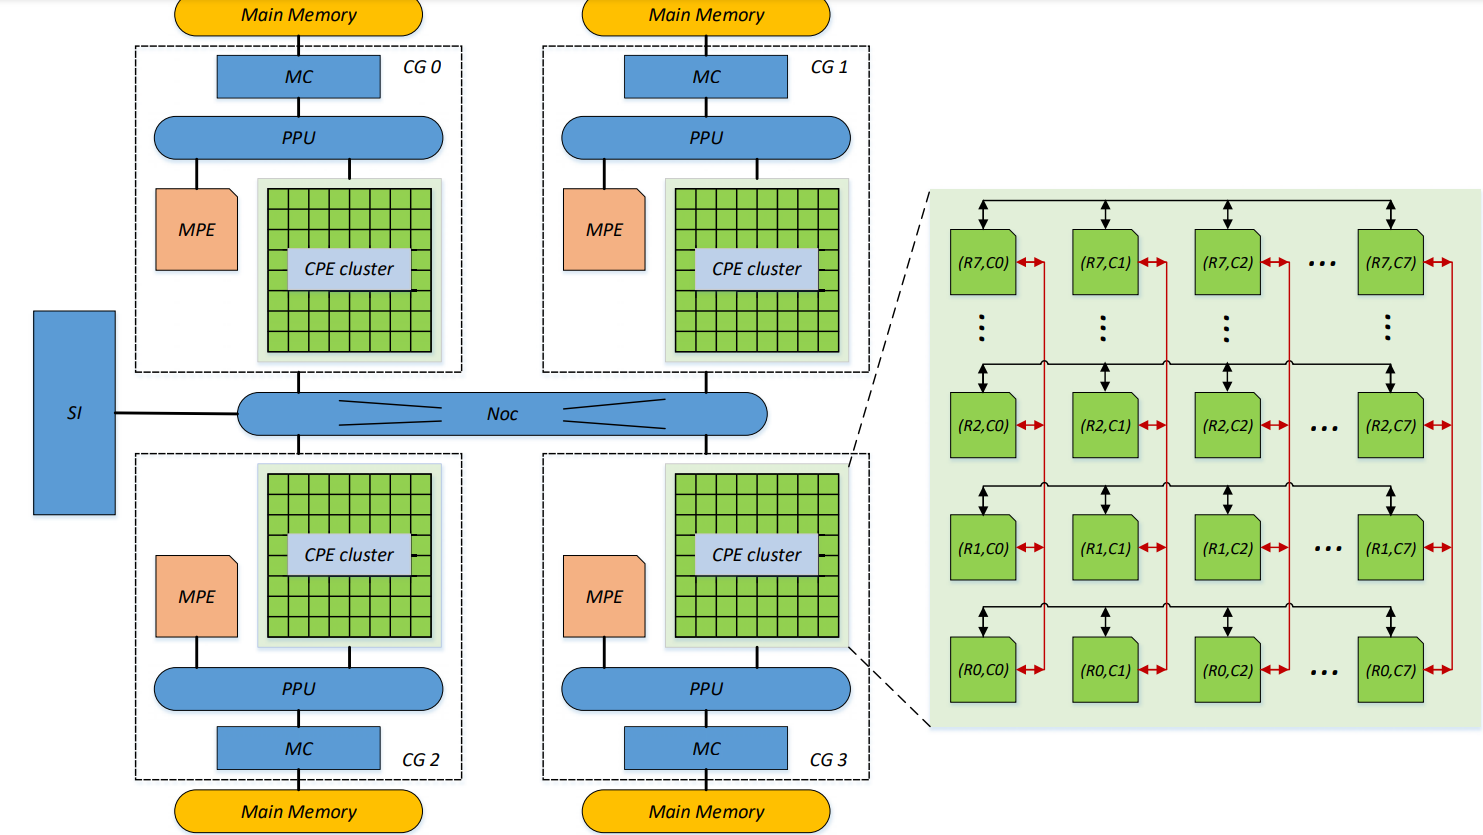 Main Memory
Main Memory
CG 0
MC
CG 1
MC
PPU
PPU
MPE
CPE cluster
MPE
CPE cluster
SI
Noc
CPE cluster
MPE
CPE cluster
MPE
PPU
PPU
MC
CG 2
MC
CG 3
Main Memory
Main Memory
(R7,C0) (R7,C1) (R7,C2) ... (R7,C7)
... ... ... ...
(R2,C0) (R2,C1) (R2,C2) ... (R2,C7)
(R1,C0) (R1,C1) (R1,C2) ... (R1,C7)
(R0,C0) (R0,C1) (R0,C2) ... (R0,C7)